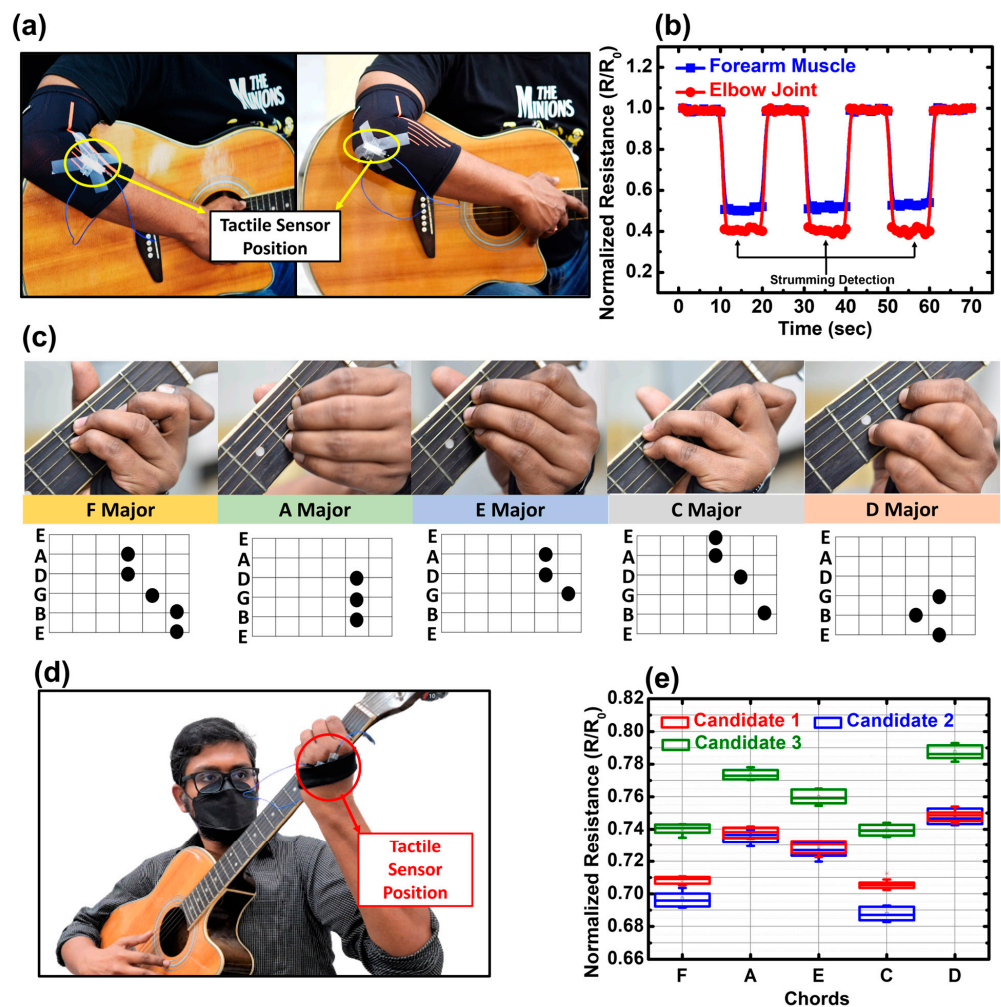 (a)
THE
MINIONS
THE
MINIONS
Tactile Sensor
Position
(b)
Normalized Resistance (R/R₀)
1.2
1.0
0.8
0.6
0.4
0.2
Forearm Muscle
Elbow Joint
Strumming Detection
0 10 20 30 40 50 60 70
Time (sec)
(c)
F Major
A Major
E Major
C Major
D Major
E
A
D
G
B
E
E
A
D
G
B
E
E
A
D
G
B
E
E
A
D
G
B
E
E
A
D
G
B
E
(d)
Tactile
Sensor
Position
(e)
Normalized Resistance (R/R₀)
0.82
0.80
0.78
0.76
0.74
0.72
0.70
0.68
0.66
Candidate 1 Candidate 2
Candidate 3
F A E C D
Chords